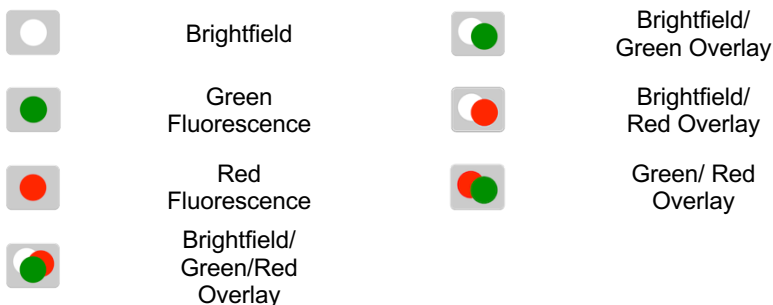 Brightfield
Brightfield/
Green Overlay
Green
Fluorescence
Brightfield/
Red Overlay
Red
Fluorescence
Green/ Red
Overlay
Brightfield/
Green/Red
Overlay